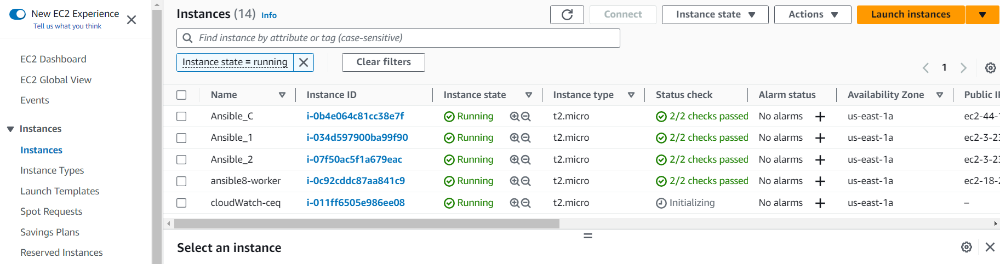 New EC2 Experience
Tell us what you think
EC2 Dashboard
EC2 Global View
Events
Instances
Instances
Instance Types
Launch Templates
Spot Requests
Savings Plans
Reserved Instances
Instances (14) Info
Connect
Instance state
Actions
Launch instances
Find instance by attribute or tag (case-sensitive)
Instance state = running
Clear filters
1
Name Instance ID Instance state Instance type Status check Alarm status Availability Zone Public IP
Ansible_C i-0b4e064c81cc38e7f Running t2.micro 2/2 checks passed No alarms + us-east-1a ec2-44-1
Ansible_1 i-034d597900ba99f90 Running t2.micro 2/2 checks passed No alarms + us-east-1a ec2-3-23
Ansible_2 i-07f50ac5f1a679eac Running t2.micro 2/2 checks passed No alarms + us-east-1a ec2-3-23
ansible8-worker i-0c92cddc87aa841c9 Running t2.micro 2/2 checks passed No alarms + us-east-1a ec2-18-2
cloudWatch-ceq i-011ff6505e986ee08 Running t2.micro Initializing No alarms + us-east-1a –
Select an instance